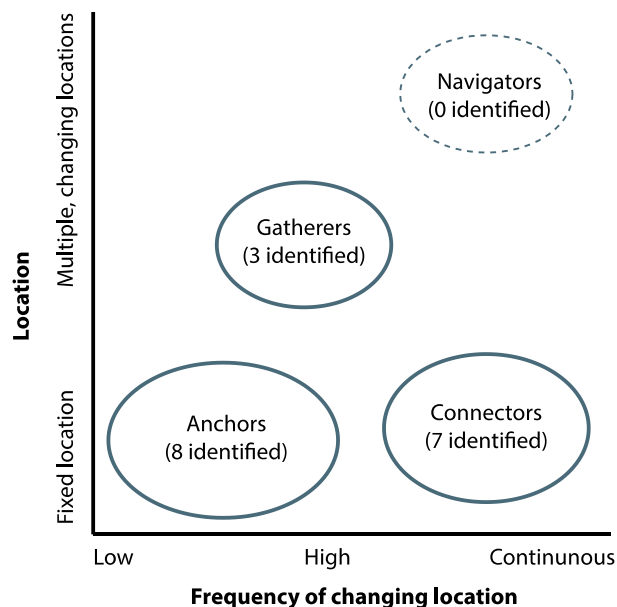 Multiple, changing locations
Navigators
(0 identified)
Gatherers
(3 identified)
Location
Fixed location
Anchors
(8 identified)
Connectors
(7 identified)
Low
High
Continunous
Frequency of changing location